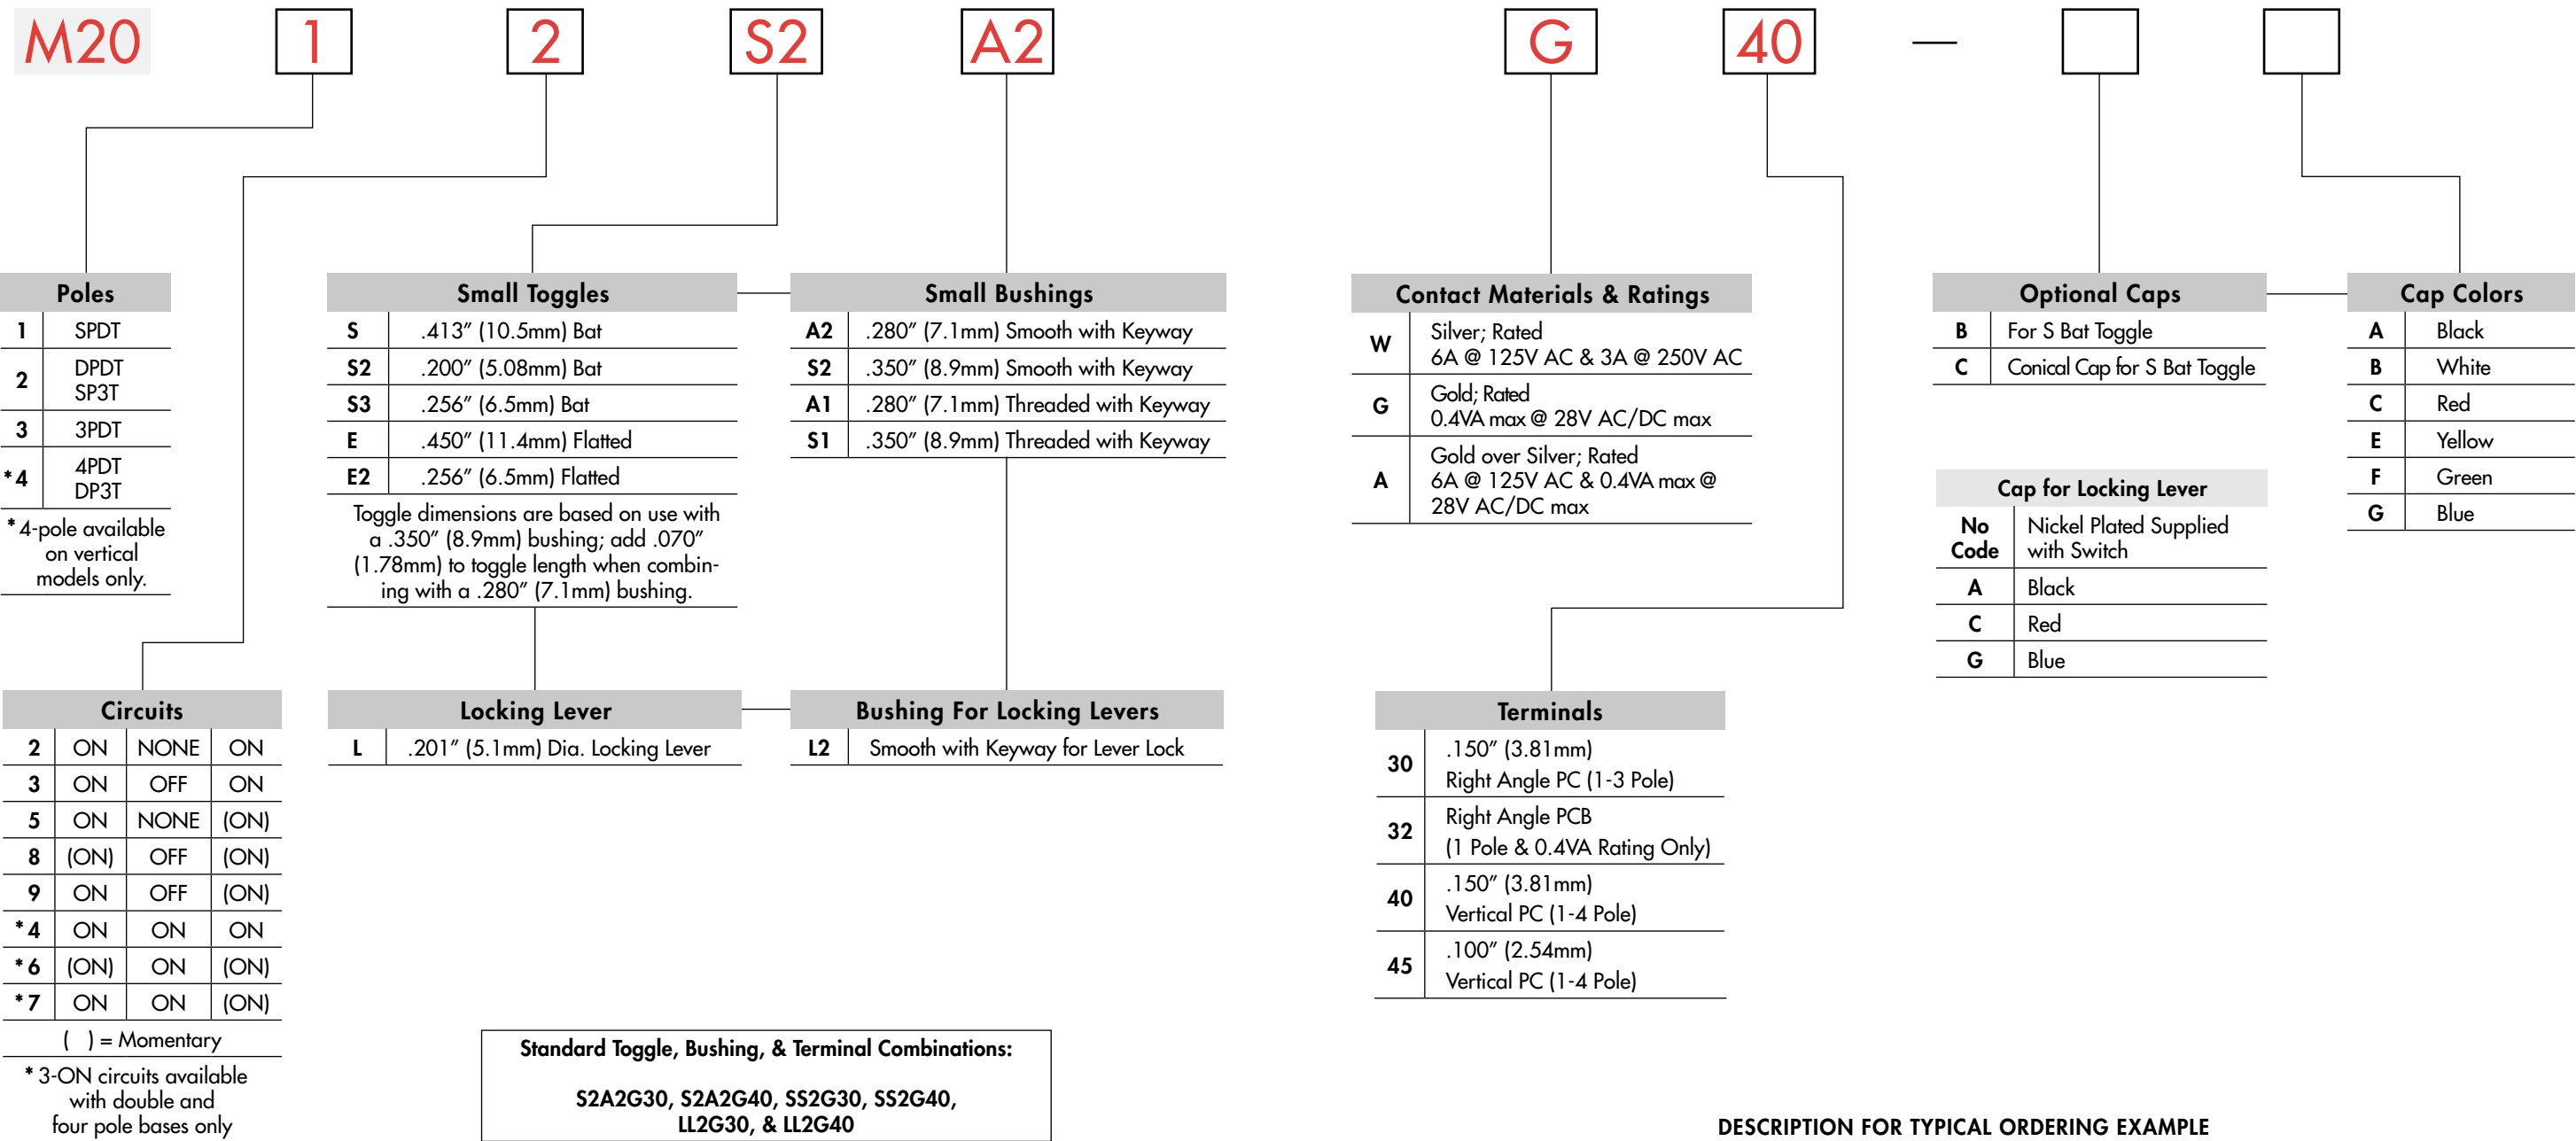 M20 1 2 S2 A2 G 40 —
Poles
1 SPDT
2 DPDT
SP3T
3 3PDT
*4 4PDT
DP3T
* 4-pole available
on vertical
models only.
Small Toggles
S .413″ (10.5mm) Bat
S2 .200″ (5.08mm) Bat
S3 .256″ (6.5mm) Bat
E .450″ (11.4mm) Flatted
E2 .256″ (6.5mm) Flatted
Toggle dimensions are based on use with
a .350″ (8.9mm) bushing; add .070″
(1.78mm) to toggle length when combin-
ing with a .280″ (7.1mm) bushing.
Small Bushings
A2 .280″ (7.1mm) Smooth with Keyway
S2 .350″ (8.9mm) Smooth with Keyway
A1 .280″ (7.1mm) Threaded with Keyway
S1 .350″ (8.9mm) Threaded with Keyway
Contact Materials & Ratings
W Silver; Rated
6A @ 125V AC & 3A @ 250V AC
G Gold; Rated
0.4VA max @ 28V AC/DC max
A Gold over Silver; Rated
6A @ 125V AC & 0.4VA max @
28V AC/DC max
Optional Caps
B For S Bat Toggle
C Conical Cap for S Bat Toggle
Cap Colors
A Black
B White
C Red
E Yellow
F Green
G Blue
Cap for Locking Lever
No Code Nickel Plated Supplied
with Switch
A Black
C Red
G Blue
Circuits
2 ON NONE ON
3 ON OFF ON
5 ON NONE (ON)
8 (ON) OFF (ON)
9 ON OFF (ON)
*4 ON ON ON
*6 (ON) ON (ON)
*7 ON ON (ON)
( ) = Momentary
* 3-ON circuits available
with double and
four pole bases only
Locking Lever
L .201″ (5.1mm) Dia. Locking Lever
Bushing For Locking Levers
L2 Smooth with Keyway for Lever Lock
Terminals
30 .150″ (3.81mm)
Right Angle PC (1-3 Pole)
32 Right Angle PCB
(1 Pole & 0.4VA Rating Only)
40 .150″ (3.81mm)
Vertical PC (1-4 Pole)
45 .100″ (2.54mm)
Vertical PC (1-4 Pole)
Standard Toggle, Bushing, & Terminal Combinations:
S2A2G30, S2A2G40, SS2G30, SS2G40,
LL2G30, & LL2G40
DESCRIPTION FOR TYPICAL ORDERING EXAMPLE